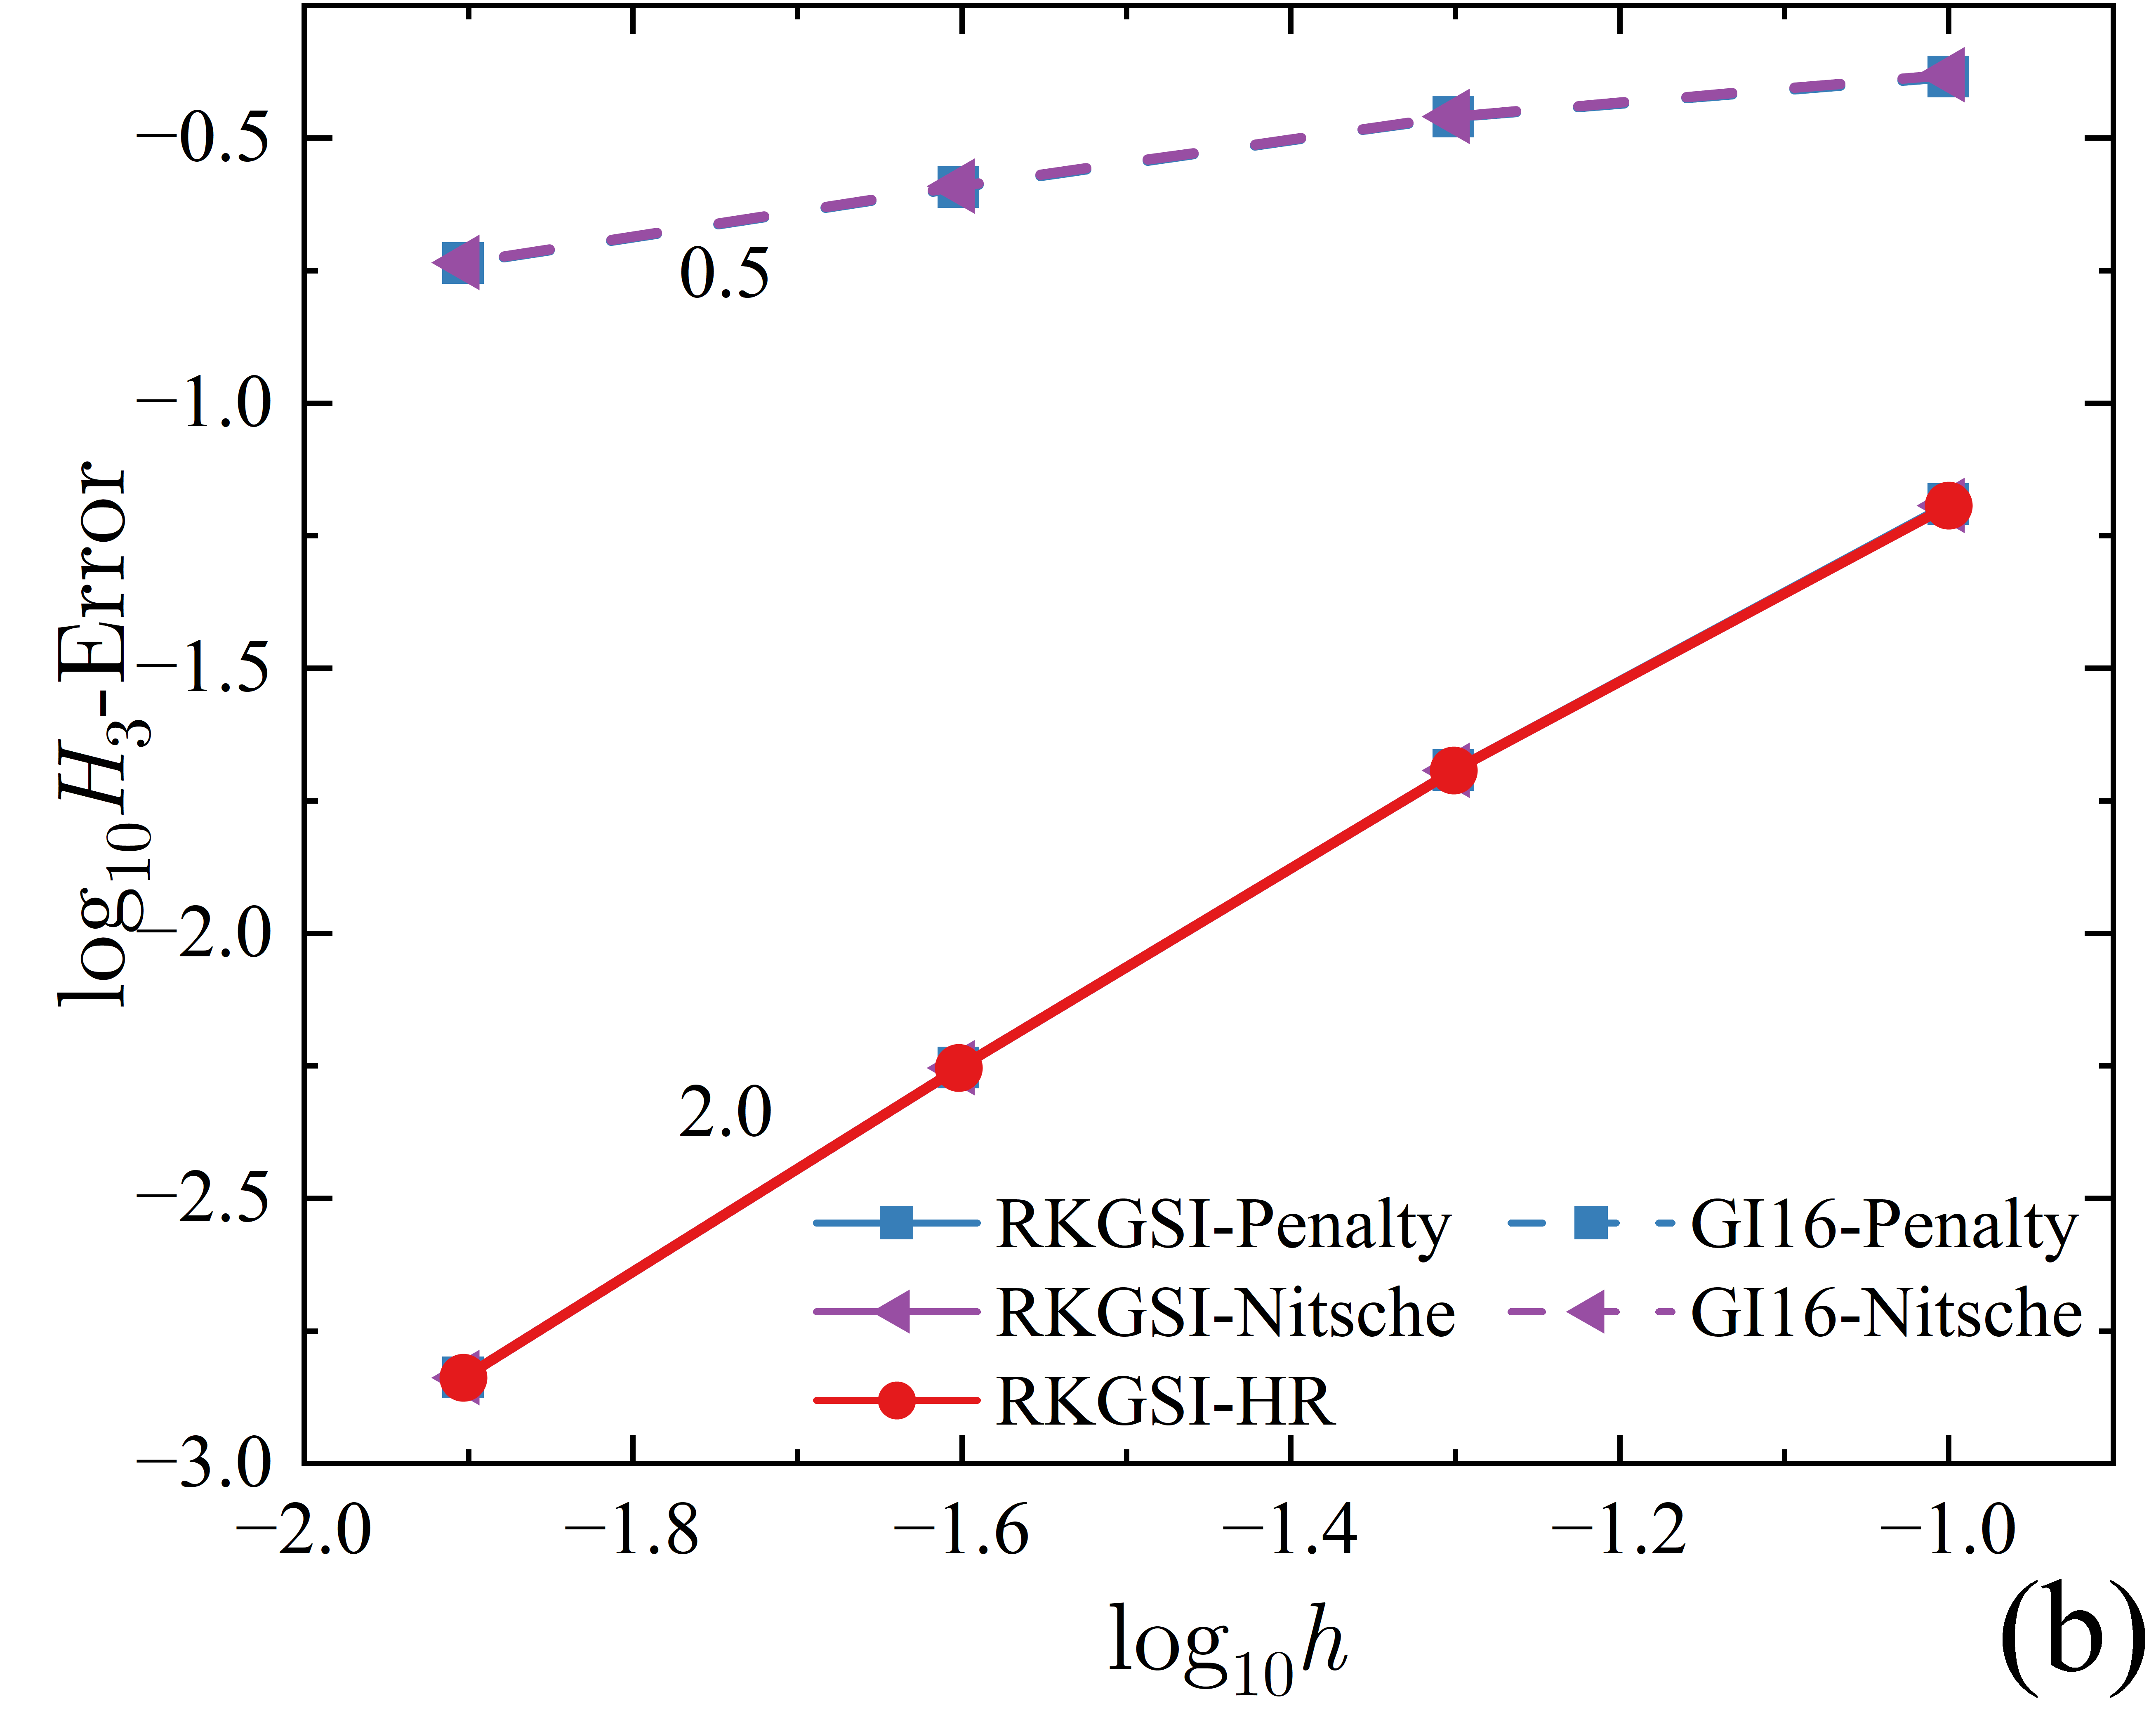 −0.5
−1.0
−1.5
−2.0
−2.5
−3.0
log₁₀H₃-Error
0.5
2.0
RKGSI-Penalty GI16-Penalty
RKGSI-Nitsche GI16-Nitsche
RKGSI-HR
−2.0 −1.8 −1.6 −1.4 −1.2 −1.0
log₁₀h
(b)